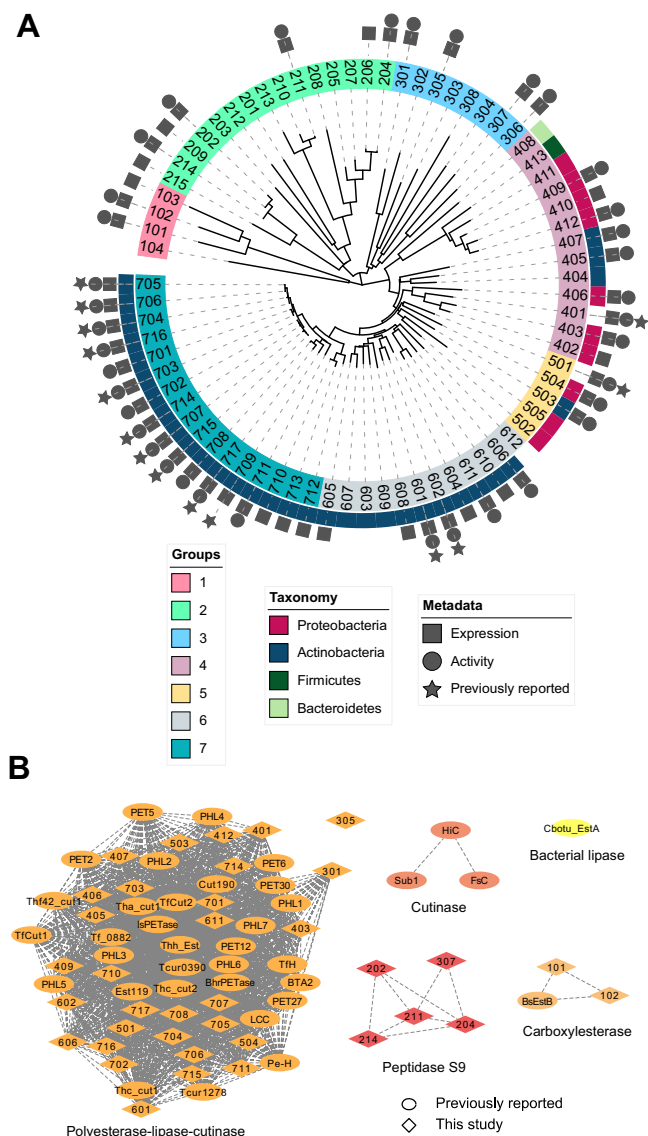 A
104
101
102
103
215
214
209
202
203
212
201
213
210
211
208
205
207
206
204
301
302
305
303
308
304
307
306
408
413
411
409
410
412
407
405
404
406
401
403
402
501
504
503
505
502
612
606
610
611
604
602
601
608
609
603
607
605
712
713
710
711
709
717
708
715
707
714
702
703
701
716
704
706
705
Groups
1
2
3
4
5
6
7
Taxonomy
Proteobacteria
Actinobacteria
Firmicutes
Bacteroidetes
Metadata
Expression
Activity
Previously reported
B
PET5
PHL4
503
412
401
PET2
407
PHL2
714
PET6
301
305
Thf42_cut1
406
703
Tha_cut1
TfCut2
Cut190
701
PET30
PHL1
405
611
TfCut1
Tf_0882
IsPETase
PHL7
403
Thh_Est
PET12
409
PHL3
710
Tcur0390
PHL6
BhrPETase
TfH
PHL5
Est119
Thc_cut2
BTA2
602
717
708
707
PET27
501
704
705
LCC
606
716
706
504
702
715
711
Pe-H
Thc_cut1
Tcur1278
601
Polyesterase-lipase-cutinase
HiC
Sub1
FsC
Cutinase
Cbotu_EstA
Bacterial lipase
202
307
211
214
204
Peptidase S9
101
BsEstB
102
Carboxylesterase
Previously reported
This study